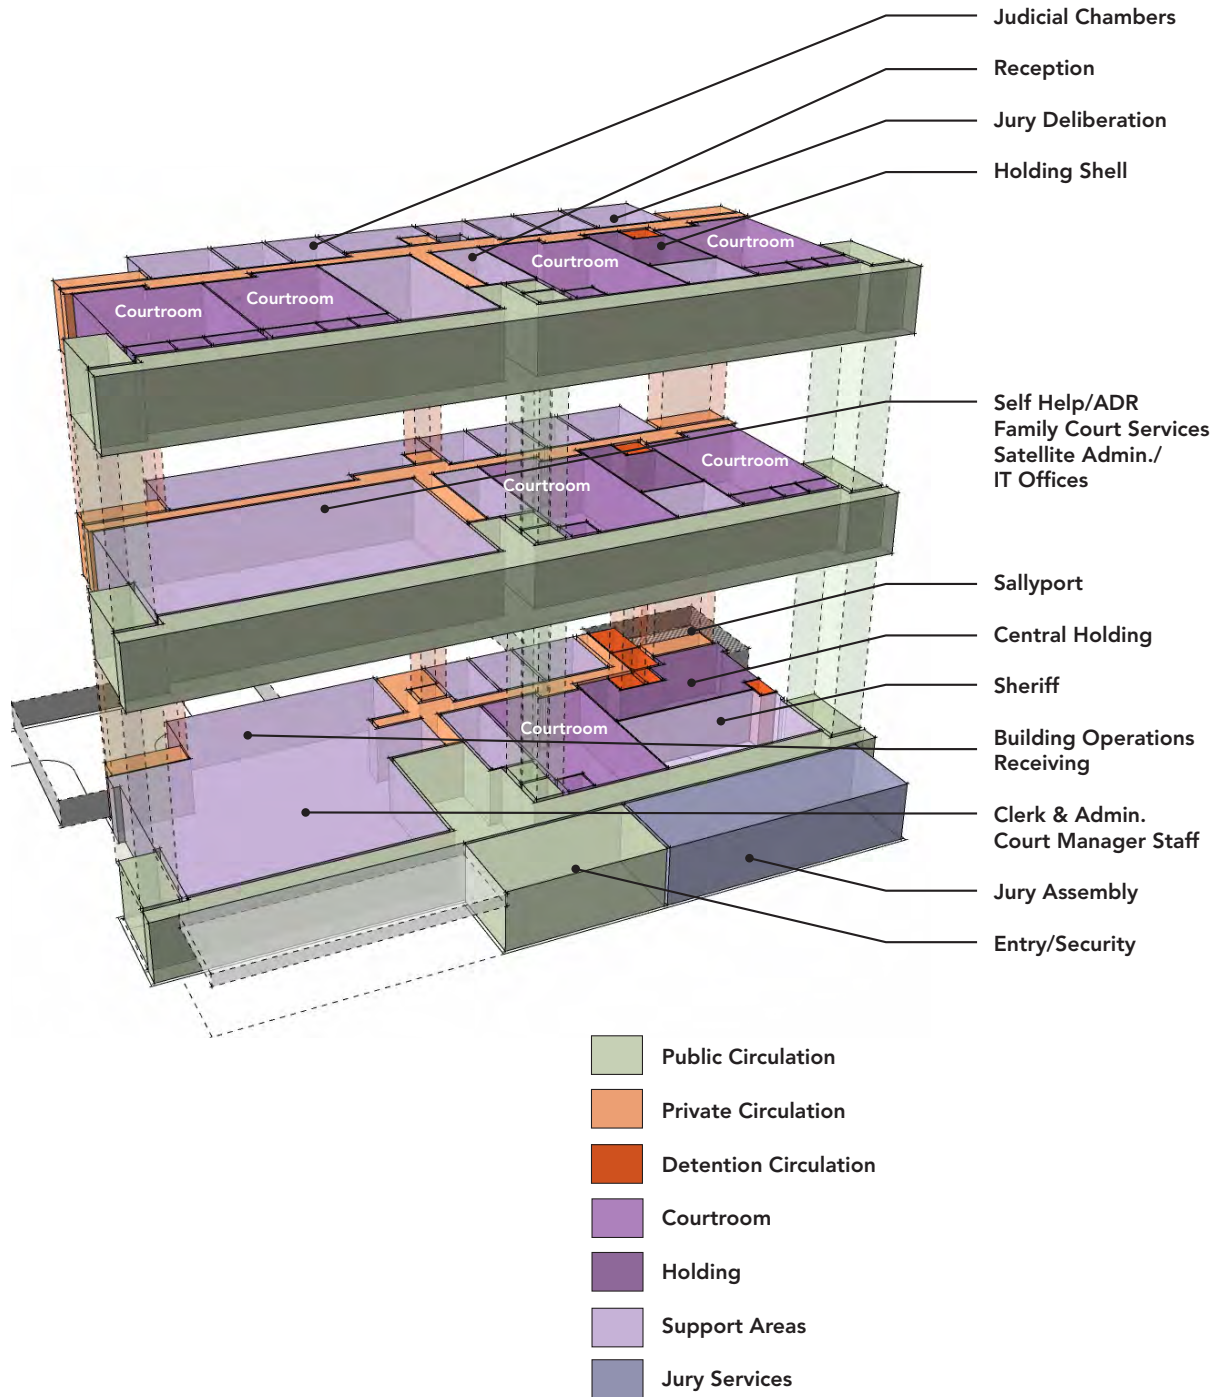 Judicial Chambers
Reception
Jury Deliberation
Holding Shell
Courtroom
Courtroom
Courtroom
Courtroom
Self Help/ADR
Family Court Services
Satellite Admin./
IT Offices
Courtroom
Courtroom
Sallyport
Central Holding
Sheriff
Courtroom
Building Operations
Receiving
Clerk & Admin.
Court Manager Staff
Jury Assembly
Entry/Security
Public Circulation
Private Circulation
Detention Circulation
Courtroom
Holding
Support Areas
Jury Services